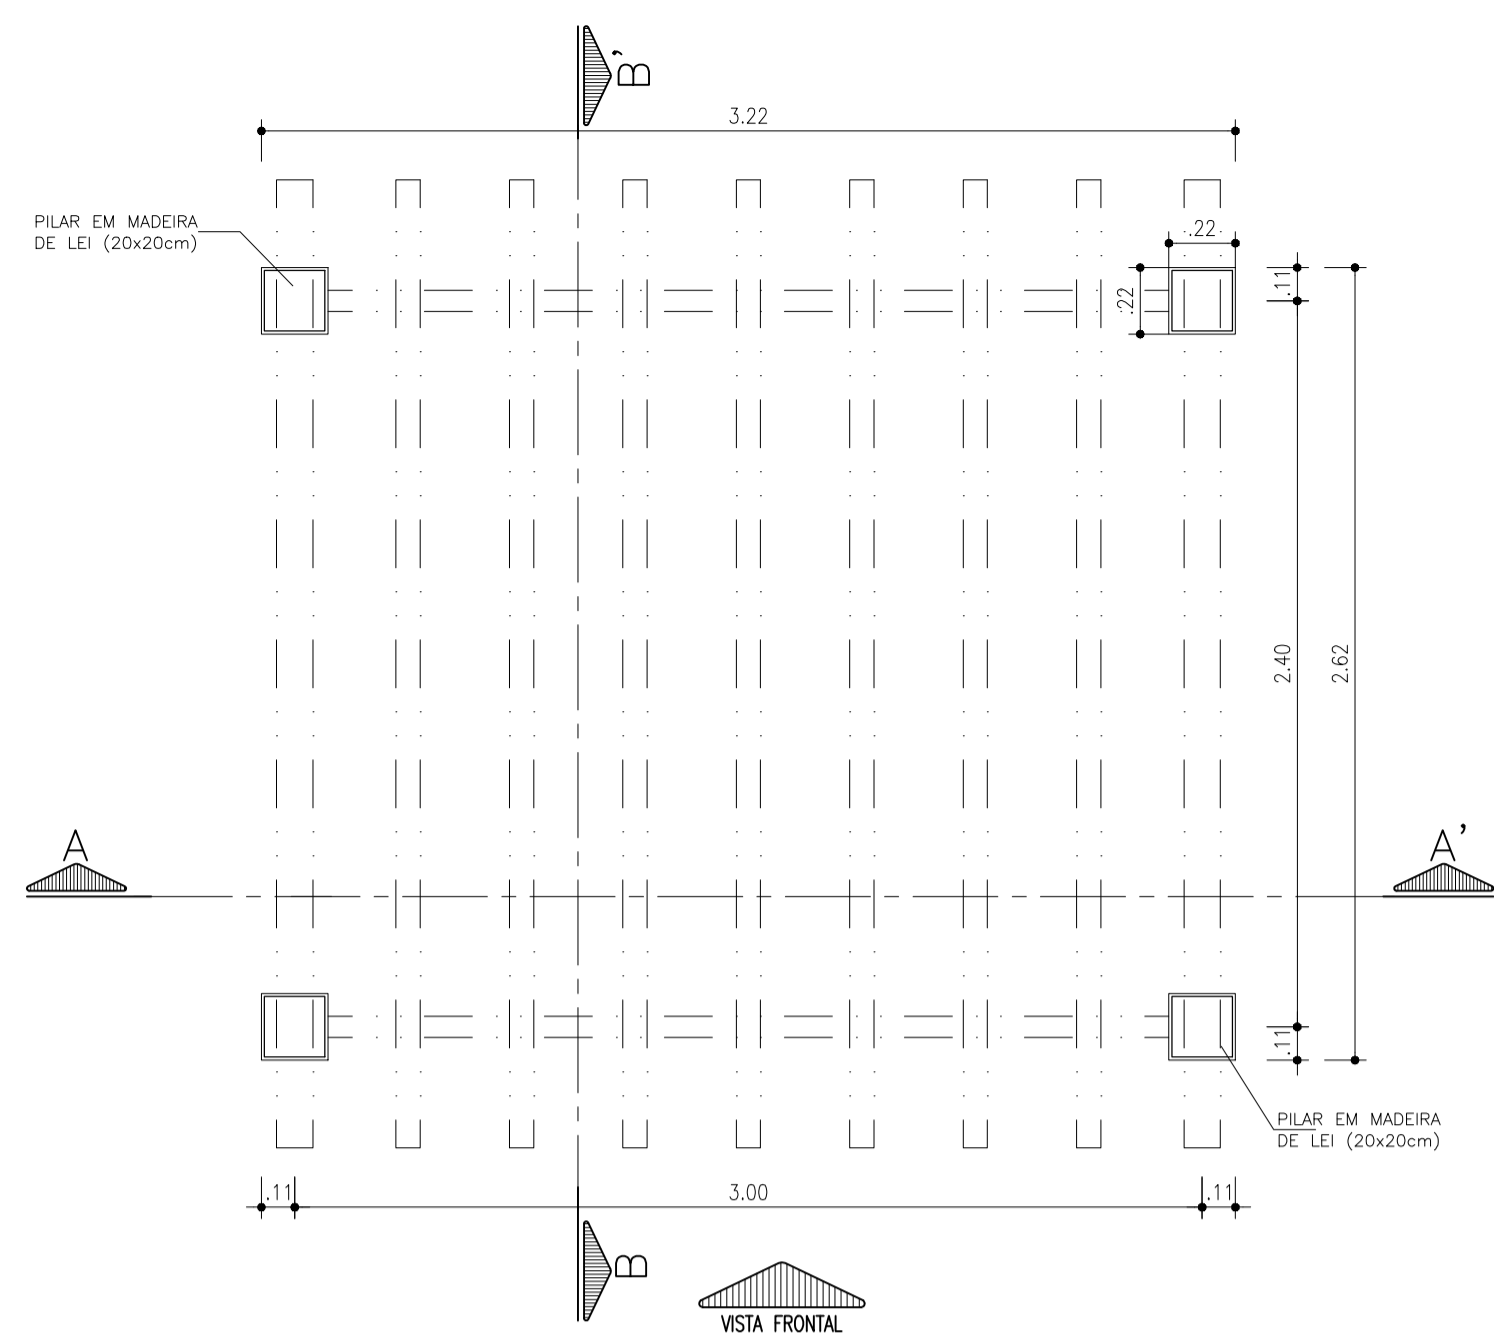 B'
3.22
PILAR EM MADEIRA
DE LEI (20x20cm)
.22
.22
.11
2.40
2.62
A
A'
.11
PILAR EM MADEIRA
DE LEI (20x20cm)
.11
3.00
.11
B
VISTA FRONTAL